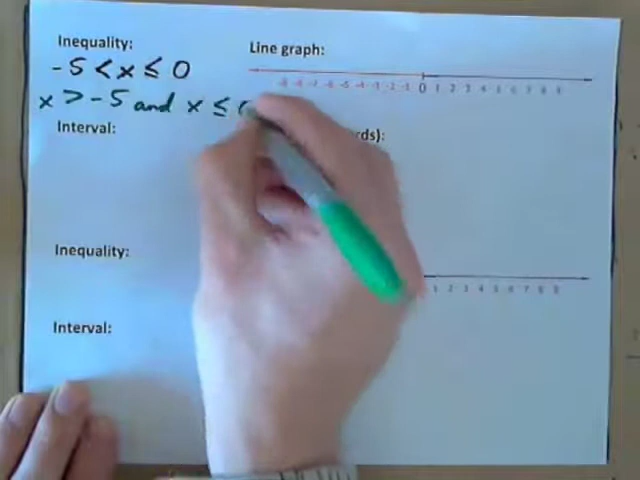 Inequality:
-5 < x ≤ 0
x > -5 and x ≤ 0
Line graph:
-9 -8 -7 -6 -5 -4 -3 -2 -1 0 1 2 3 4 5 6 7 8 9
Interval:
rds):
Inequality:
1 2 3 4 5 6 7 8 9
Interval: